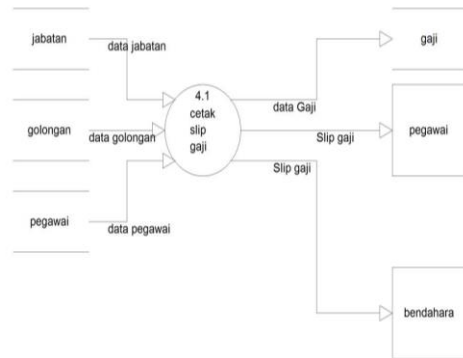 jabatan
data jabatan
golongan
data golongan
pegawai
data pegawai
4.1
cetak
slip
gaji
data Gaji
gaji
Slip gaji
pegawai
Slip gaji
bendahara